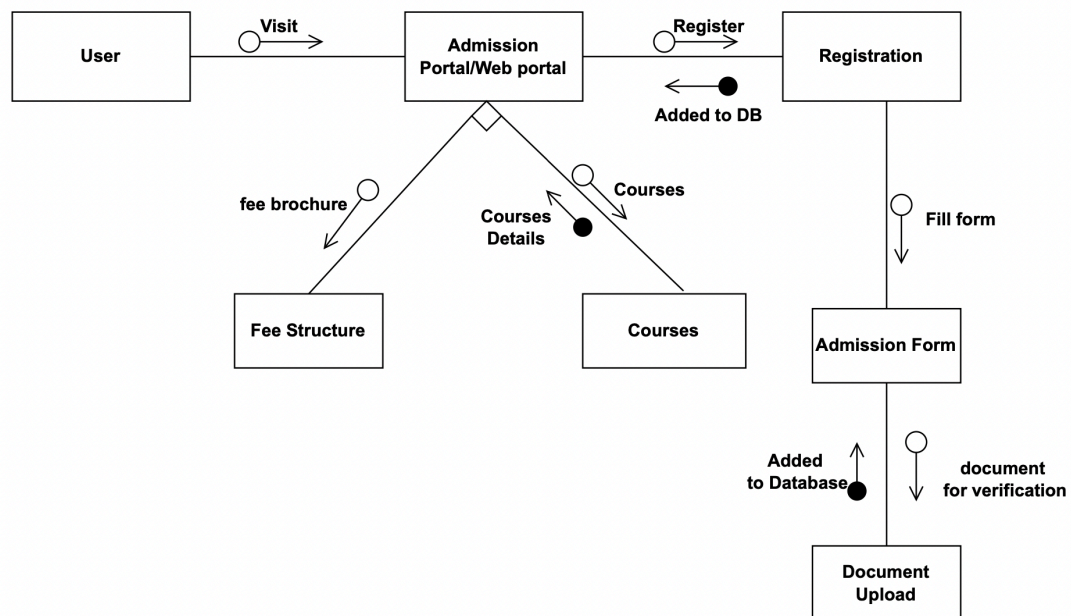 Visit
Register
User
Admission
Portal/Web portal
Registration
Added to DB
fee brochure
Courses
Courses
Details
Fill form
Fee Structure
Courses
Admission Form
Added
to Database
document
for verification
Document
Upload